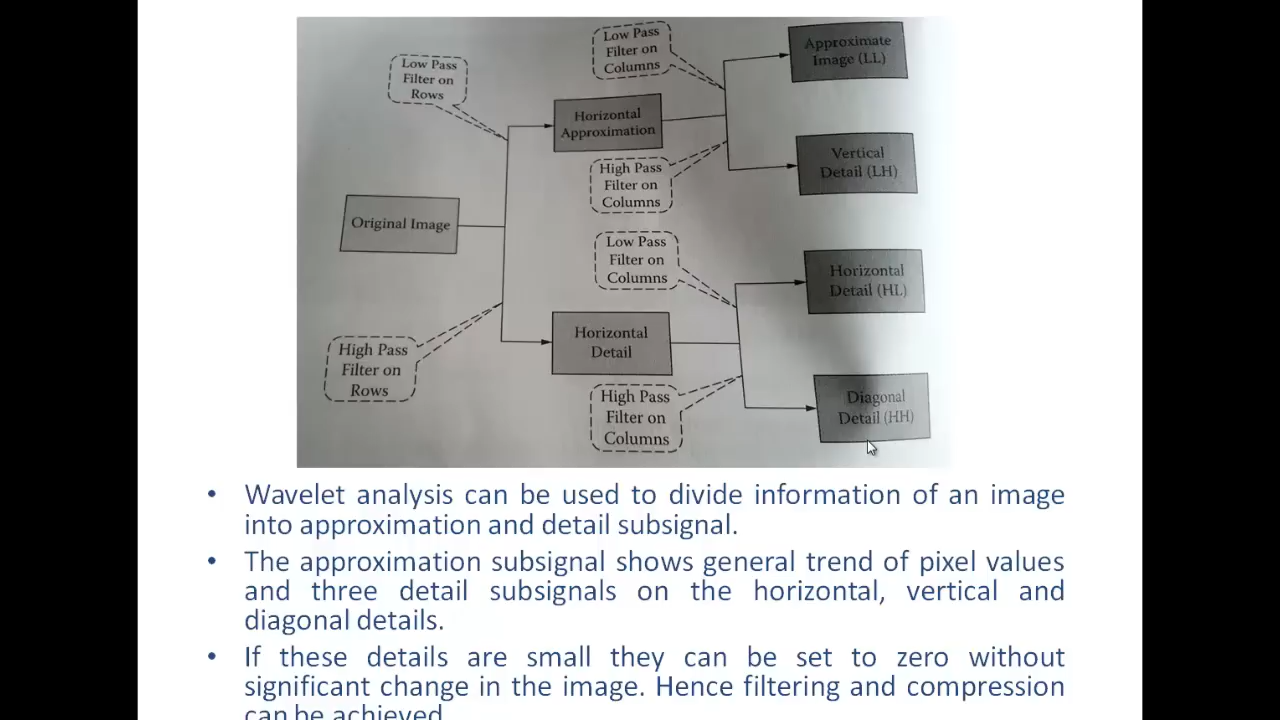 Low Pass
Filter on
Rows
Low Pass
Filter on
Columns
Approximate
Image (LL)
Horizontal
Approximation
High Pass
Filter on
Columns
Vertical
Detail (LH)
Original Image
Low Pass
Filter on
Columns
Horizontal
Detail (HL)
High Pass
Filter on
Rows
Horizontal
Detail
High Pass
Filter on
Columns
Diagonal
Detail (HH)
• Wavelet analysis can be used to divide information of an image
into approximation and detail subsignal.
• The approximation subsignal shows general trend of pixel values
and three detail subsignals on the horizontal, vertical and
diagonal details.
• If these details are small they can be set to zero without
significant change in the image. Hence filtering and compression
can be achieved